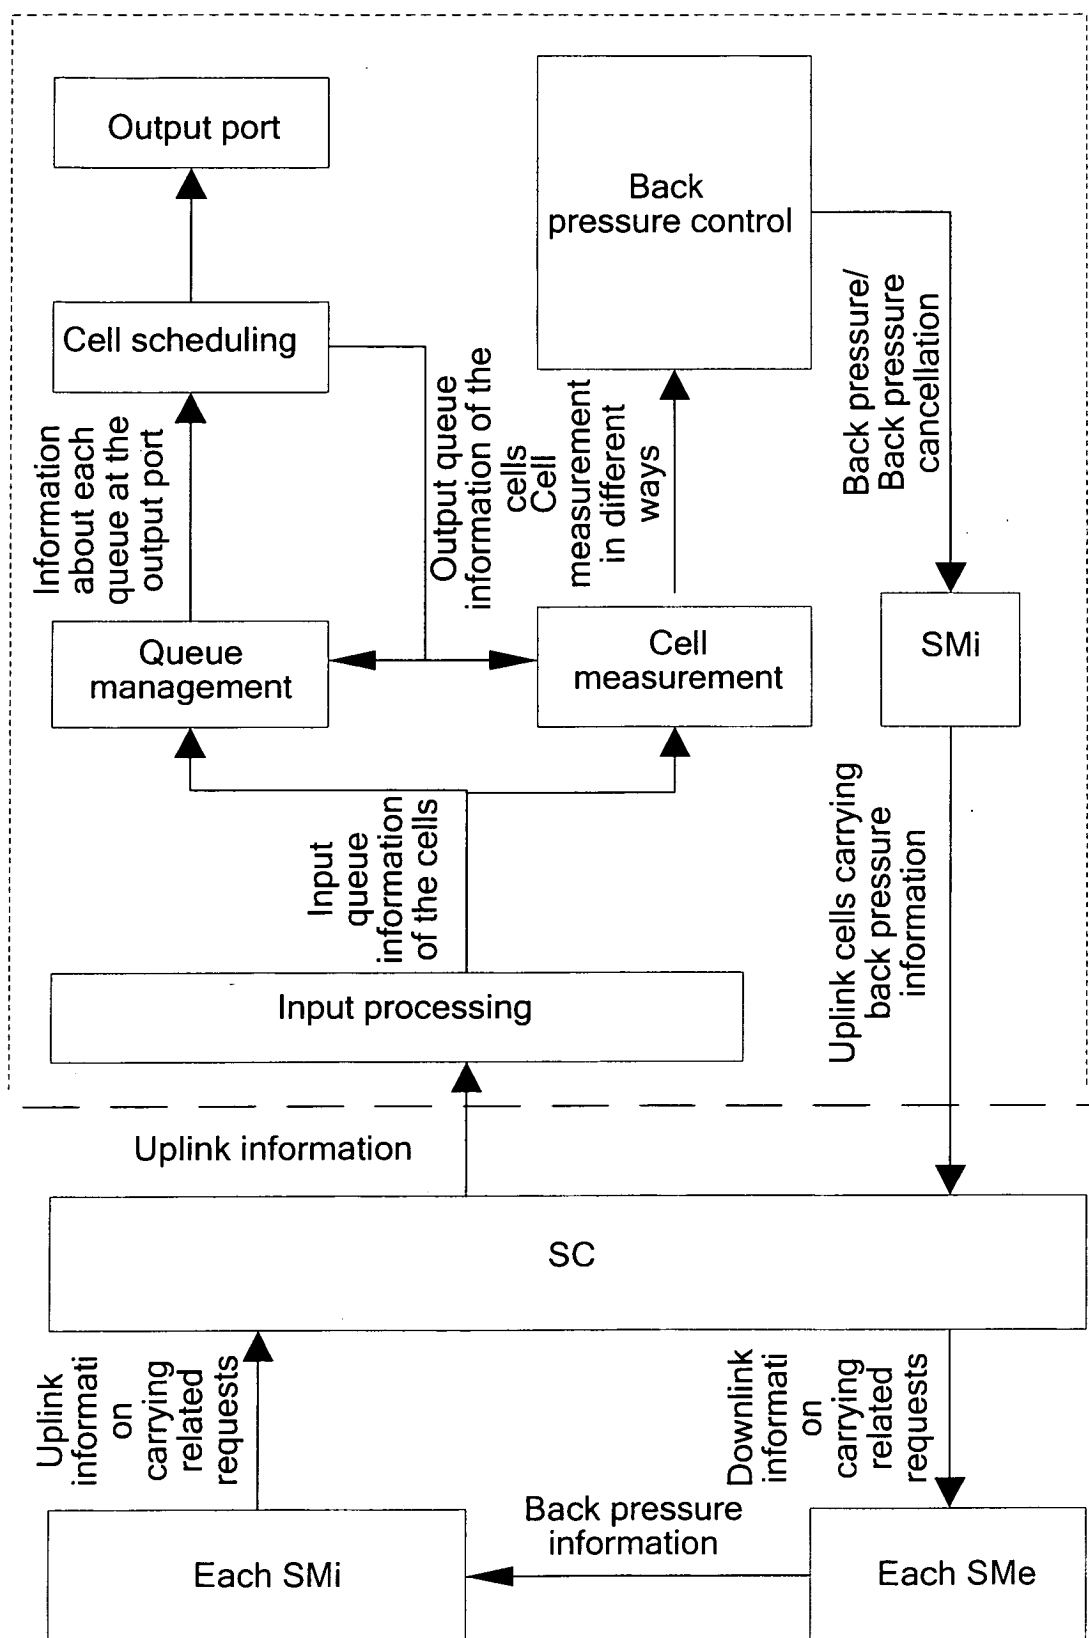 Output port
Back
pressure control
Cell scheduling
Back pressure/
Back pressure
cancellation
Information
about each
queue at the
output port
Output queue
information of the
cells
Cell
measurement
in different
ways
Queue
management
Cell
measurement
SMi
Input
queue
information
of the cells
Uplink cells carrying
back pressure
information
Input processing
Uplink information
SC
Uplink
informati
on
carrying
related
requests
Downlink
informati
on
carrying
related
requests
Back pressure
information
Each SMi
Each SMe